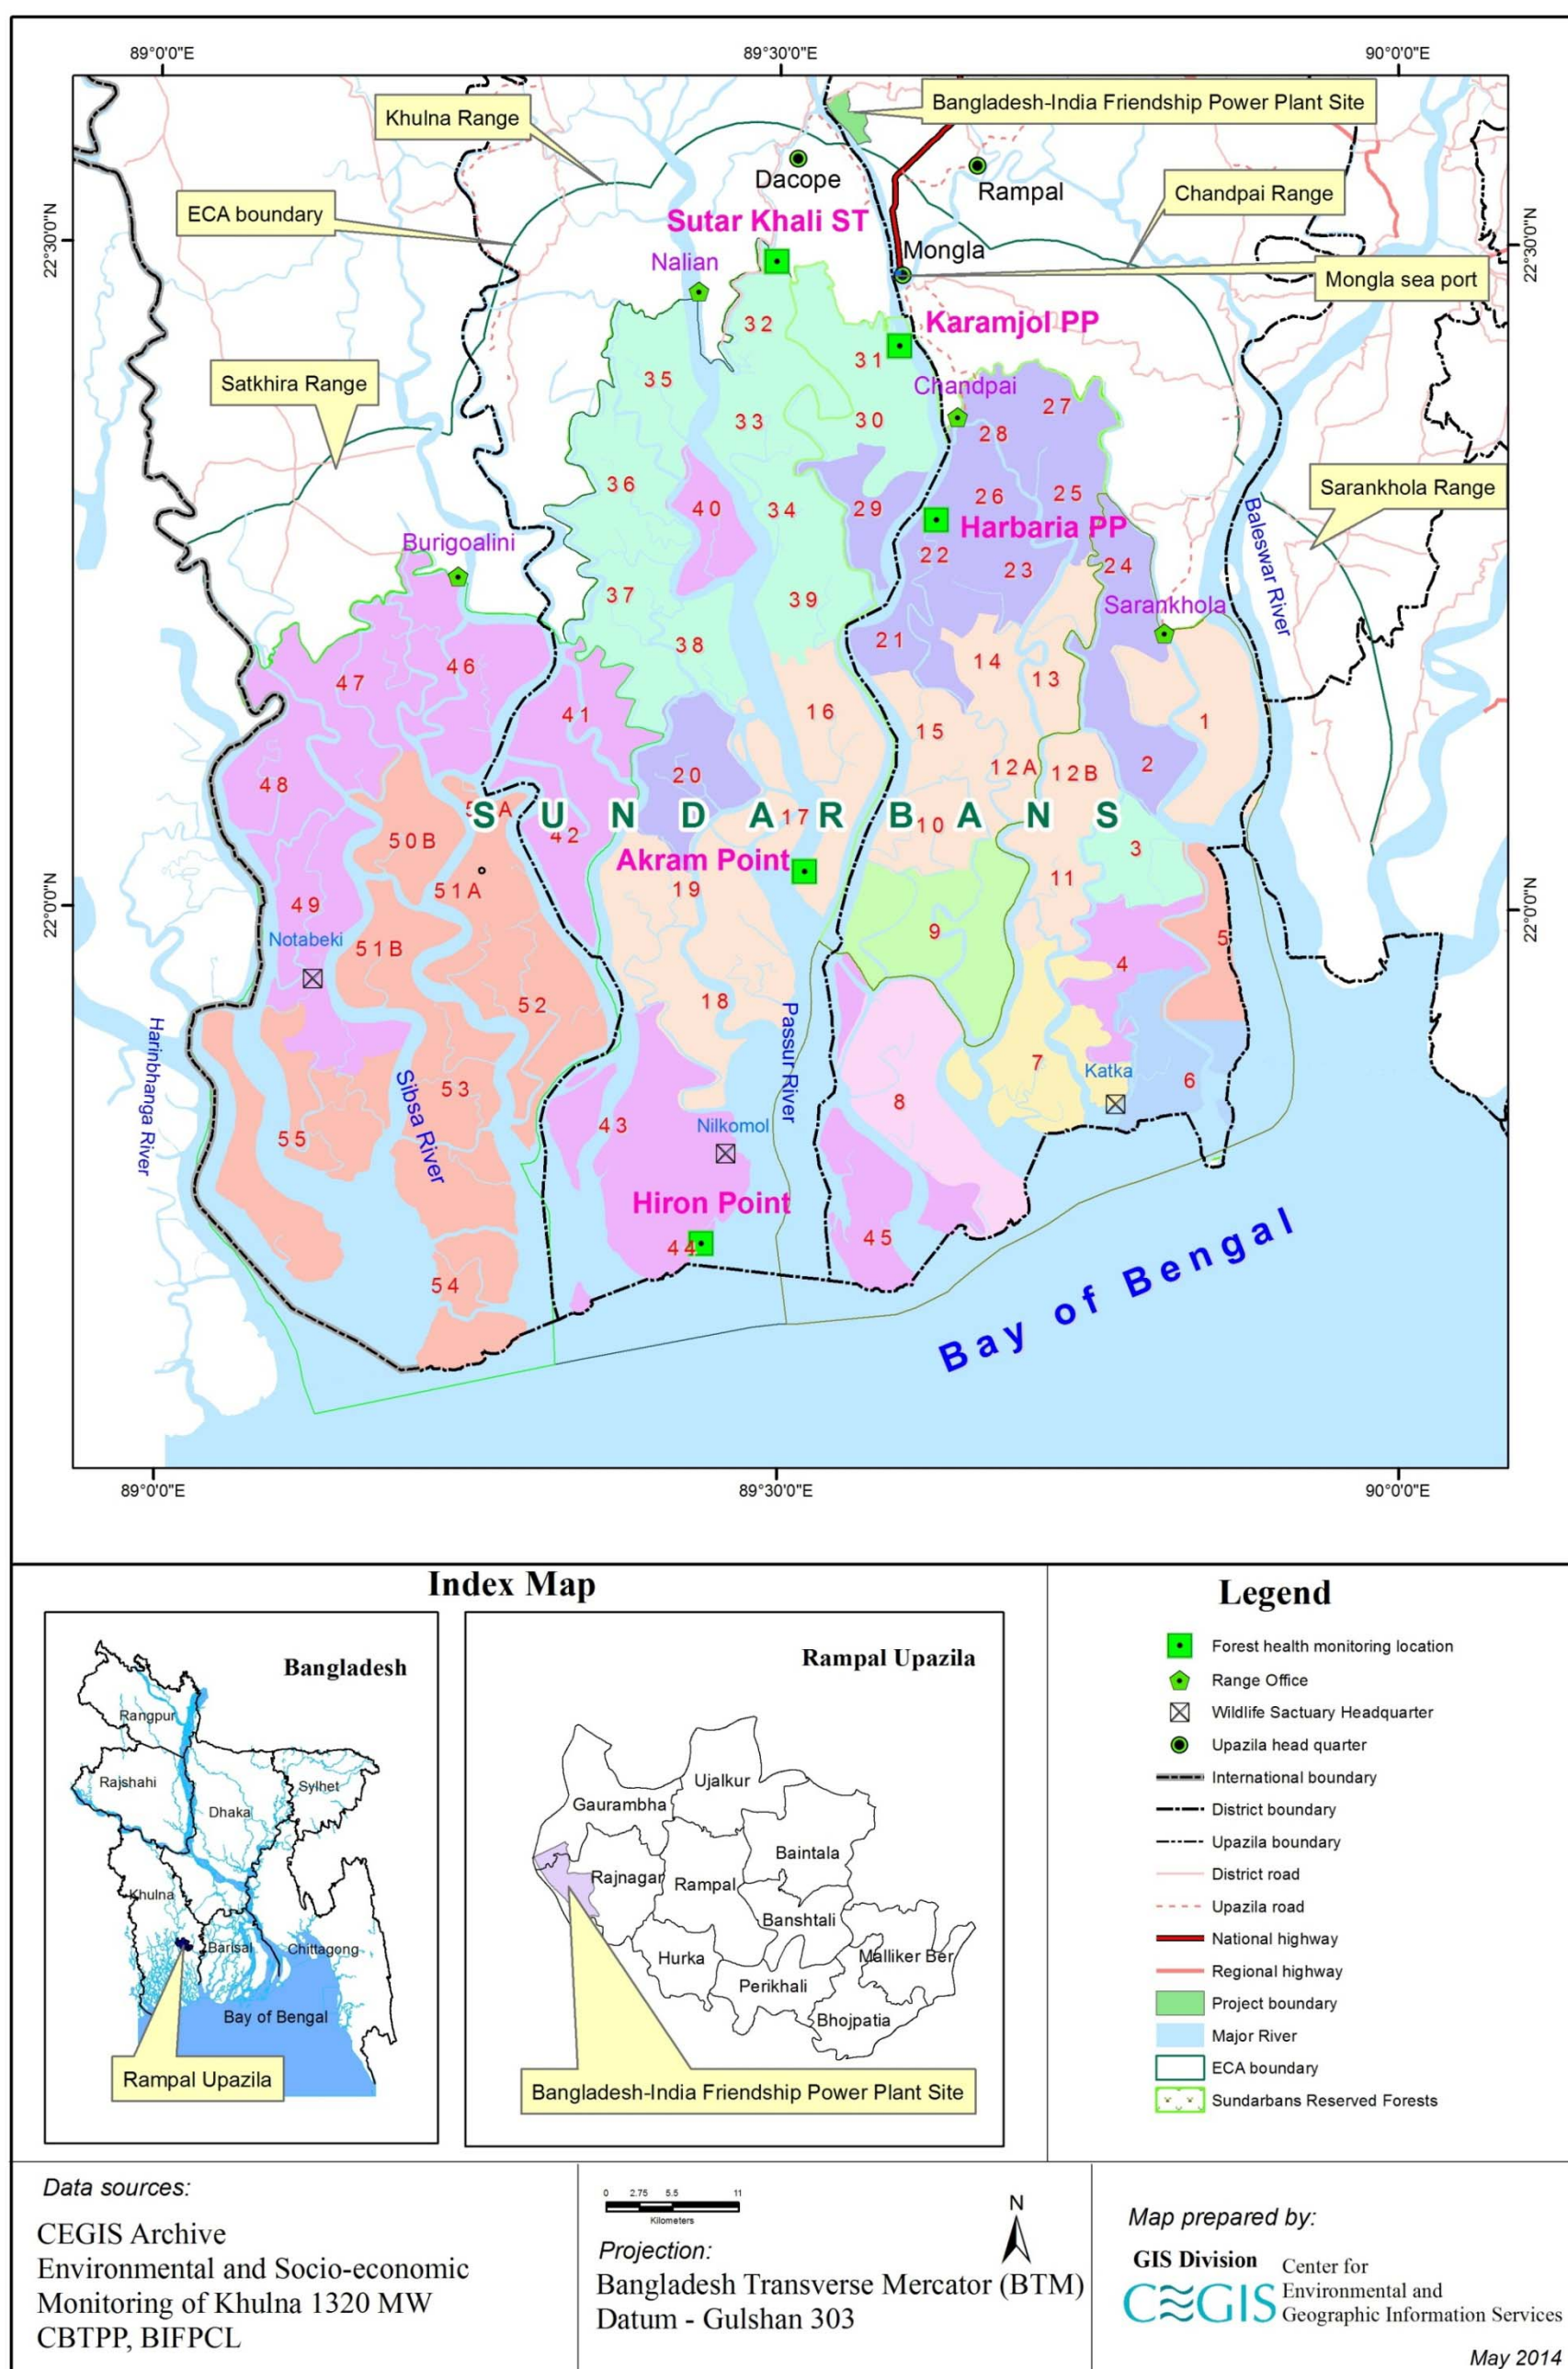 89°0'0"E
89°30'0"E
90°0'0"E
Bangladesh-India Friendship Power Plant Site
Khulna Range
Dacope
Rampal
Chandpai Range
ECA boundary
Sutar Khali ST
22°30'0"N
22°30'0"N
Nalian
Mongla
Mongla sea port
32
Karamjol PP
31
Satkhira Range
35
Chandpai
27
33
30
28
36
40
34
29
26
25
Sarankhola Range
Harbaria PP
Burigoalini
22
23
24
Baleswar River
37
39
Sarankhola
38
21
14
46
47
13
41
16
15
1
48
20
12A
12B
2
SUNDARBANS
17
10
50B
42
3
Akram Point
51A
19
11
22°0'0"N
22°0'0"N
49
9
Notabeki
51B
5
4
52
18
Passur River
Harinbhanga River
Sibsa River
53
7
Katka
6
8
55
43
Nilkomol
Hiron Point
44
45
54
Bay of Bengal
89°0'0"E
89°30'0"E
90°0'0"E
Index Map
Bangladesh
Rangpur
Rajshahi
Sylhet
Dhaka
Khulna
Barisal
Chittagong
Bay of Bengal
Rampal Upazila
Rampal Upazila
Ujalkur
Gaurambha
Baintala
Rajnagar
Rampal
Banshtali
Hurka
Malliker Ber
Perikhali
Bhojpatia
Bangladesh-India Friendship Power Plant Site
Legend
Forest health monitoring location
Range Office
Wildlife Sactuary Headquarter
Upazila head quarter
International boundary
District boundary
Upazila boundary
District road
Upazila road
National highway
Regional highway
Project boundary
Major River
ECA boundary
Sundarbans Reserved Forests
Data sources:
CEGIS Archive
Environmental and Socio-economic
Monitoring of Khulna 1320 MW
CBTPP, BIFPCL
0 2.75 5.5 11
Kilometers
N
Projection:
Bangladesh Transverse Mercator (BTM)
Datum - Gulshan 303
Map prepared by:
GIS Division
CEGIS
Center for
Environmental and
Geographic Information Services
May 2014